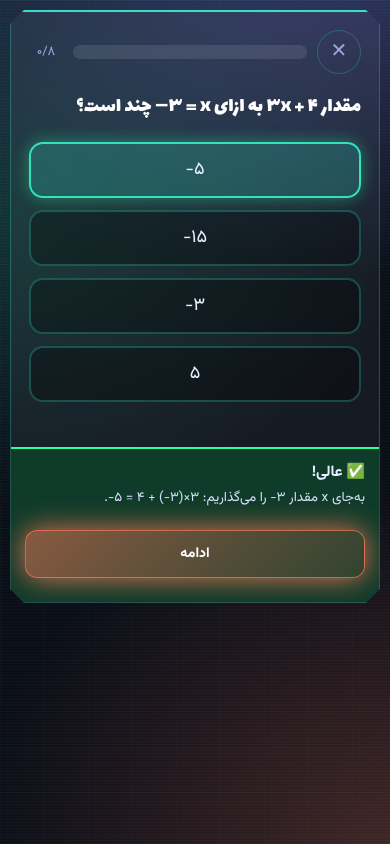 ۰/۸
مقدار ۳x + ۴ به ازای x = −۳ چند است؟
-۵
-۱۵
-۳
۵
✅ عالی!
به‌جای x مقدار ۳- را می‌گذاریم: ۳×(۳-) + ۴ = ۵-.
ادامه